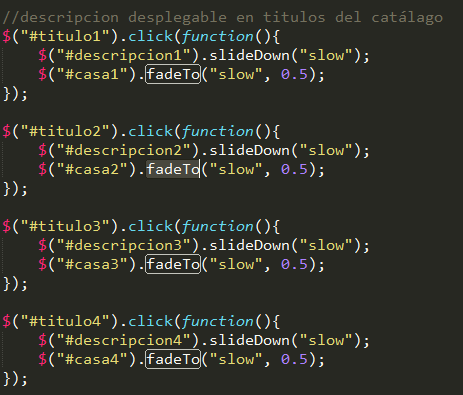 //descripcion desplegable en titulos del catálago
$("#titulo1").click(function(){
    $("#descripcion1").slideDown("slow");
    $("#casa1").fadeTo("slow", 0.5);
});

$("#titulo2").click(function(){
    $("#descripcion2").slideDown("slow");
    $("#casa2").fadeTo("slow", 0.5);
});

$("#titulo3").click(function(){
    $("#descripcion3").slideDown("slow");
    $("#casa3").fadeTo("slow", 0.5);
});

$("#titulo4").click(function(){
    $("#descripcion4").slideDown("slow");
    $("#casa4").fadeTo("slow", 0.5);
});